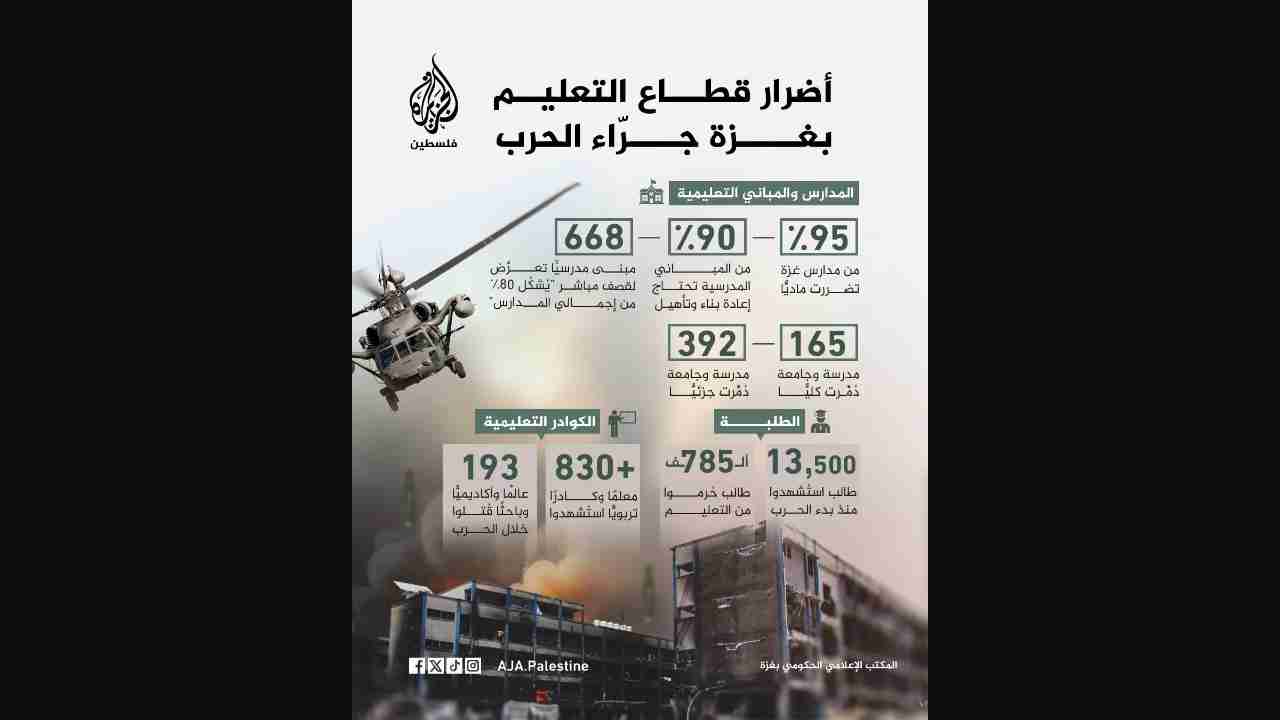 أضرار قطاع التعليم
بغزة جرّاء الحرب
الجزيرة
فلسطين
المدارس والمباني التعليمية
95٪
من مدارس غزة
تضررت ماديًّا
90٪
من المباني
المدرسية تحتاج
إعادة بناء وتأهيل
668
مبنى مدرسيًّا تعرَّض
لقصف مباشر "يُشكّل 80٪
من إجمالي المدارس"
165
مدرسة وجامعة
دُمّرت كليًّا
392
مدرسة وجامعة
دُمّرت جزئيًّا
الطلبة
13,500
طالب استُشهدوا
منذ بدء الحرب
الـ785ـف
طالب حُرموا
من التعليم
الكوادر التعليمية
830+
معلمًا وكادرًا
تربويًّا استُشهدوا
193
عالمًا وأكاديميًّا
وباحثًا قُتلوا
خلال الحرب
AJA.Palestine
المكتب الإعلامي الحكومي بغزة